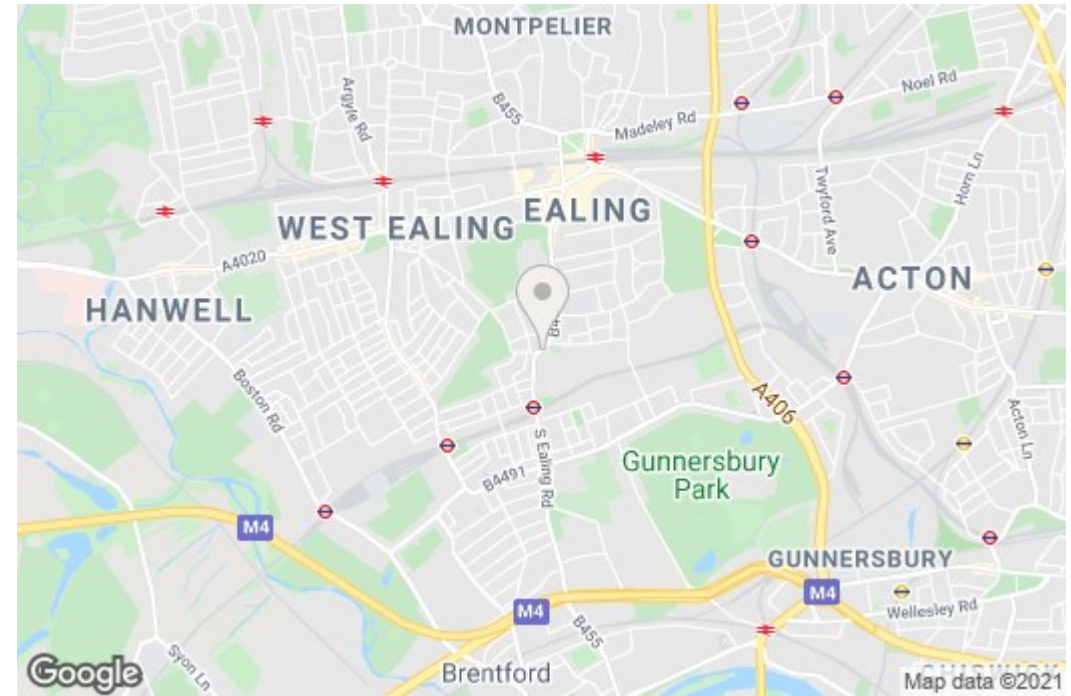 MONTPELIER
Noel Rd
Argyle Rd
B455
Madeley Rd
Horn Ln
Twyford Ave
WEST EALING
EALING
A4020
ACTON
HANWELL
B4
Boston Rd
A406
Acton Ln
S Ealing Rd
Gunnersbury
Park
B4491
M4
GUNNERSBURY
M4
M4
Wellesley Rd
B455
Syon Ln
Brentford
Google
CHISWICK
Map data ©2021